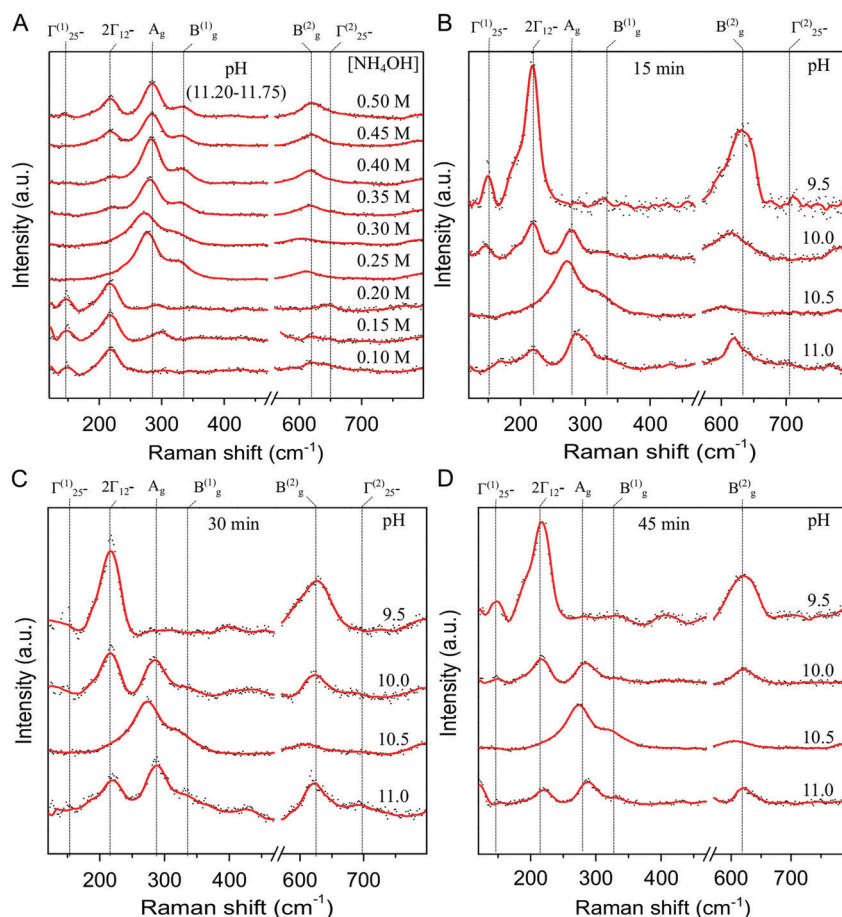 A
Γ(1)25- 2Γ12- Ag B(1)g B(2)g Γ(2)25-
pH
(11.20-11.75)
[NH4OH]
0.50 M
0.45 M
0.40 M
0.35 M
0.30 M
0.25 M
0.20 M
0.15 M
0.10 M
Intensity (a.u.)
200 300 400 600 700
Raman shift (cm-1)
B
Γ(1)25- 2Γ12- Ag B(1)g B(2)g Γ(2)25-
15 min pH
9.5
10.0
10.5
11.0
Intensity (a.u.)
200 300 400 600 700
Raman shift (cm-1)
C
Γ(1)25- 2Γ12- Ag B(1)g B(2)g Γ(2)25-
30 min pH
9.5
10.0
10.5
11.0
Intensity (a.u.)
200 300 400 600 700
Raman shift (cm-1)
D
Γ(1)25- 2Γ12- Ag B(1)g B(2)g
45 min pH
9.5
10.0
10.5
11.0
Intensity (a.u.)
200 300 400 600 700
Raman shift (cm-1)